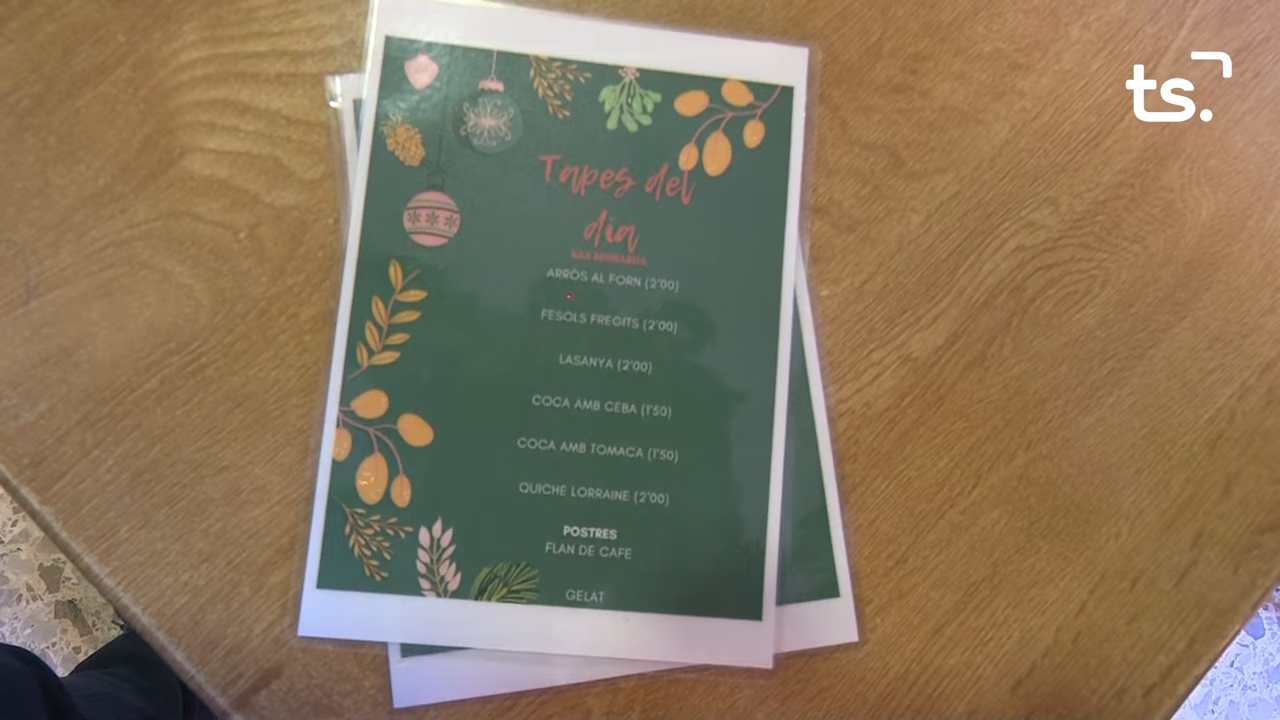 ts.
Tapes del
dia
ARRÒS AL FORN (2'00)
FESOLS FREGITS (2'00)
LASANYA (2'00)
COCA AMB CEBA (1'50)
COCA AMB TOMACA (1'50)
QUICHE LORRAINE (2'00)
POSTRES
FLAN DE CAFE
GELAT